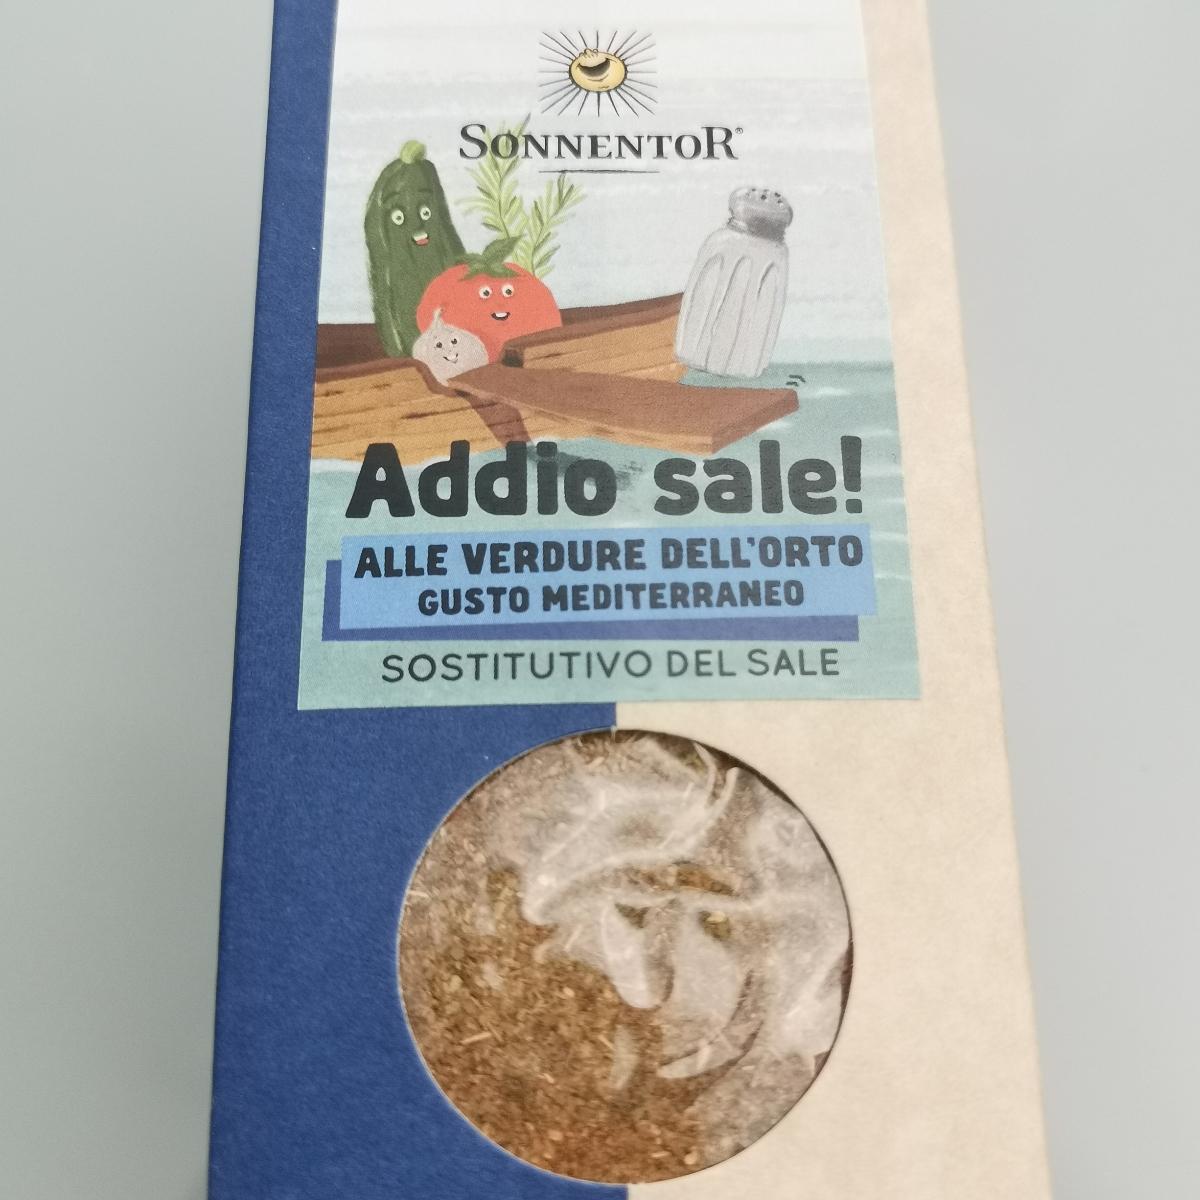 SONNENTOR®
Addio sale!
ALLE VERDURE DELL'ORTO
GUSTO MEDITERRANEO
SOSTITUTIVO DEL SALE